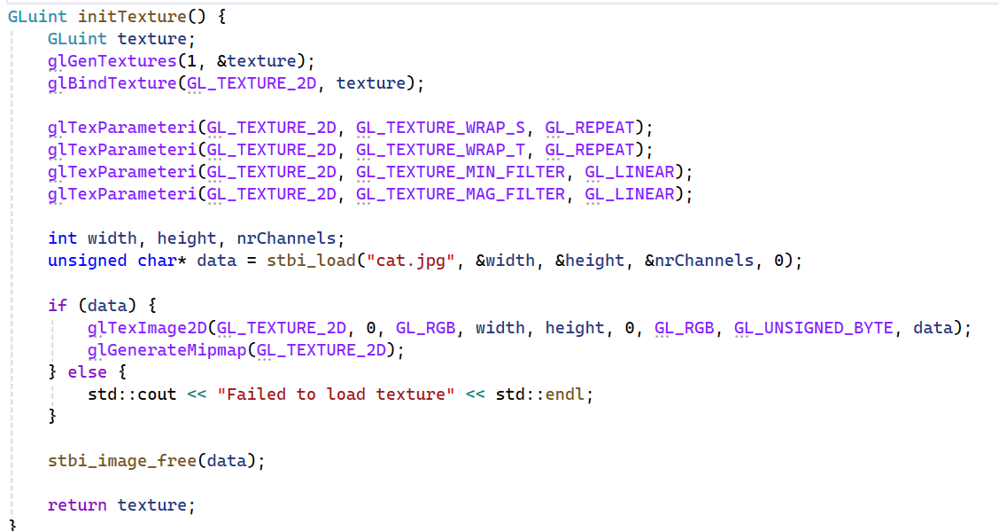 GLuint initTexture() {
    GLuint texture;
    glGenTextures(1, &texture);
    glBindTexture(GL_TEXTURE_2D, texture);

    glTexParameteri(GL_TEXTURE_2D, GL_TEXTURE_WRAP_S, GL_REPEAT);
    glTexParameteri(GL_TEXTURE_2D, GL_TEXTURE_WRAP_T, GL_REPEAT);
    glTexParameteri(GL_TEXTURE_2D, GL_TEXTURE_MIN_FILTER, GL_LINEAR);
    glTexParameteri(GL_TEXTURE_2D, GL_TEXTURE_MAG_FILTER, GL_LINEAR);

    int width, height, nrChannels;
    unsigned char* data = stbi_load("cat.jpg", &width, &height, &nrChannels, 0);

    if (data) {
        glTexImage2D(GL_TEXTURE_2D, 0, GL_RGB, width, height, 0, GL_RGB, GL_UNSIGNED_BYTE, data);
        glGenerateMipmap(GL_TEXTURE_2D);
    } else {
        std::cout << "Failed to load texture" << std::endl;
    }

    stbi_image_free(data);

    return texture;
}